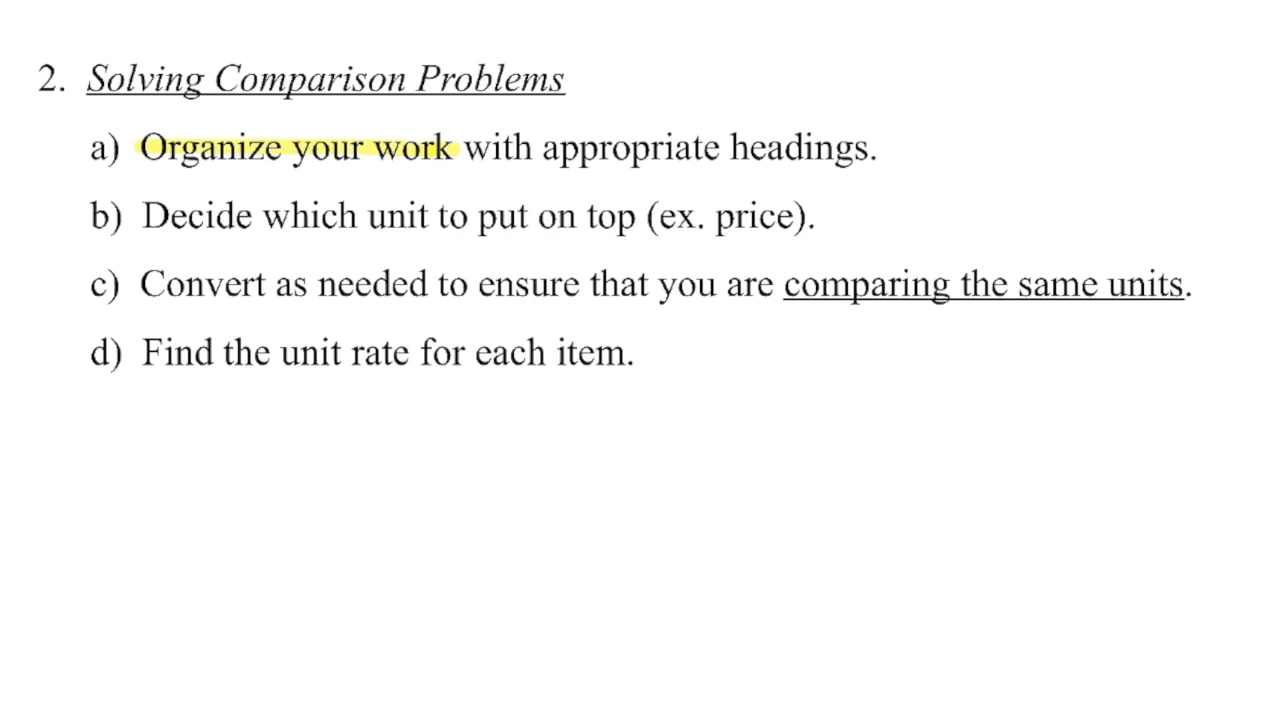 2. Solving Comparison Problems
a) Organize your work with appropriate headings.
b) Decide which unit to put on top (ex. price).
c) Convert as needed to ensure that you are comparing the same units.
d) Find the unit rate for each item.